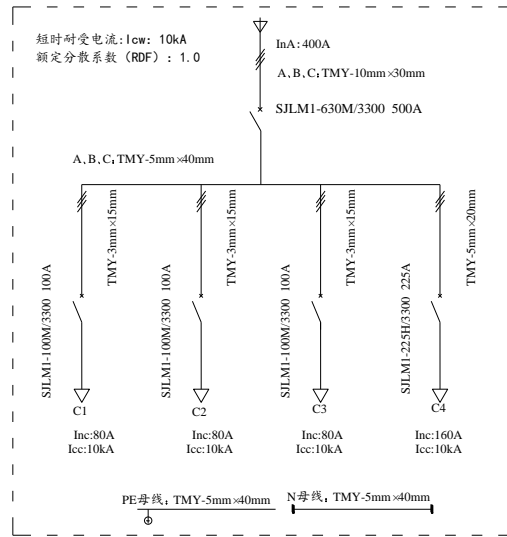 短时耐受电流:Icw: 10kA
额定分散系数（RDF）: 1.0
InA: 400A
A、B、C: TMY-10mm×30mm
SJLM1-630M/3300 500A
A、B、C: TMY-5mm×40mm
TMY-3mm×15mm
TMY-3mm×15mm
TMY-3mm×15mm
TMY-5mm×20mm
SJLM1-100M/3300 100A
SJLM1-100M/3300 100A
SJLM1-100M/3300 100A
SJLM1-225H/3300 225A
C1
C2
C3
C4
Inc:80A
Inc:80A
Inc:80A
Inc:160A
Icc:10kA
Icc:10kA
Icc:10kA
Icc:10kA
PE母线: TMY-5mm×40mm
N母线: TMY-5mm×40mm